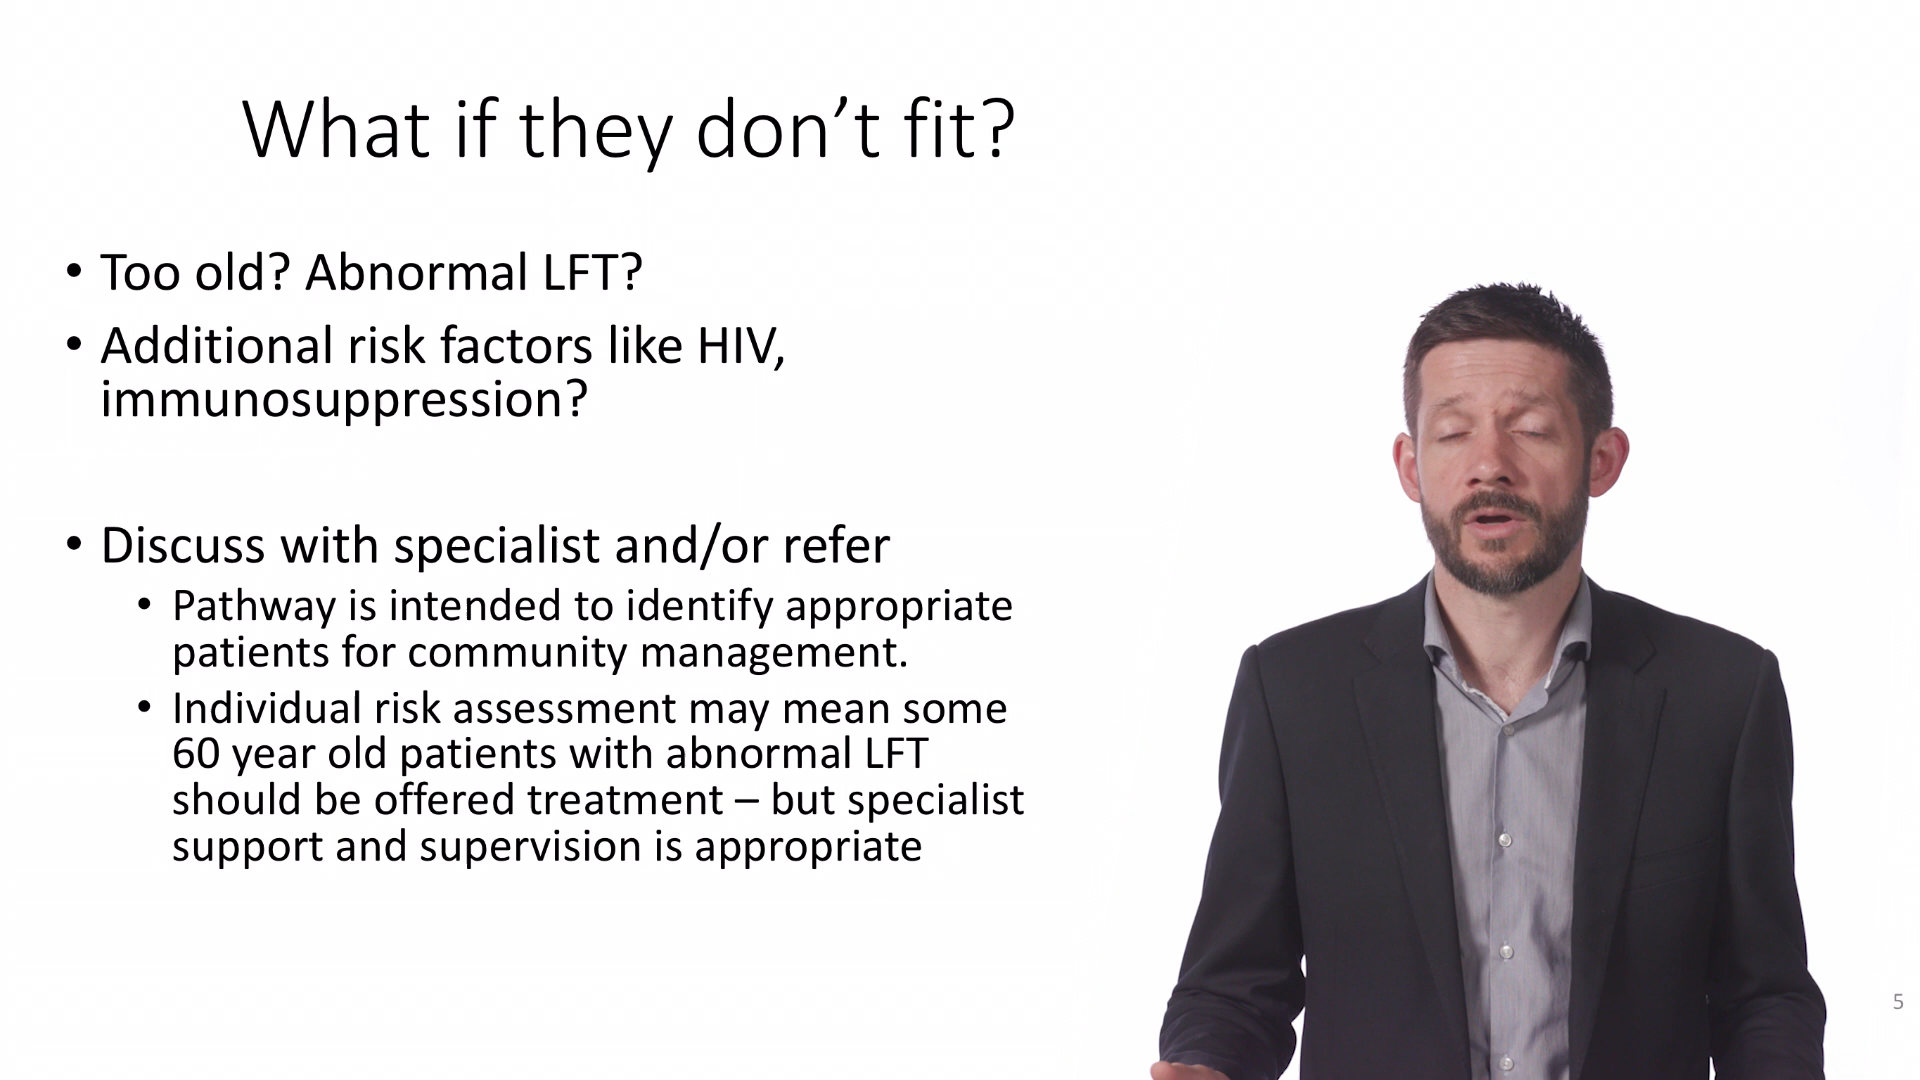 What if they don’t fit?
• Too old? Abnormal LFT?
• Additional risk factors like HIV,
immunosuppression?
• Discuss with specialist and/or refer
• Pathway is intended to identify appropriate
patients for community management.
• Individual risk assessment may mean some
60 year old patients with abnormal LFT
should be offered treatment – but specialist
support and supervision is appropriate
5